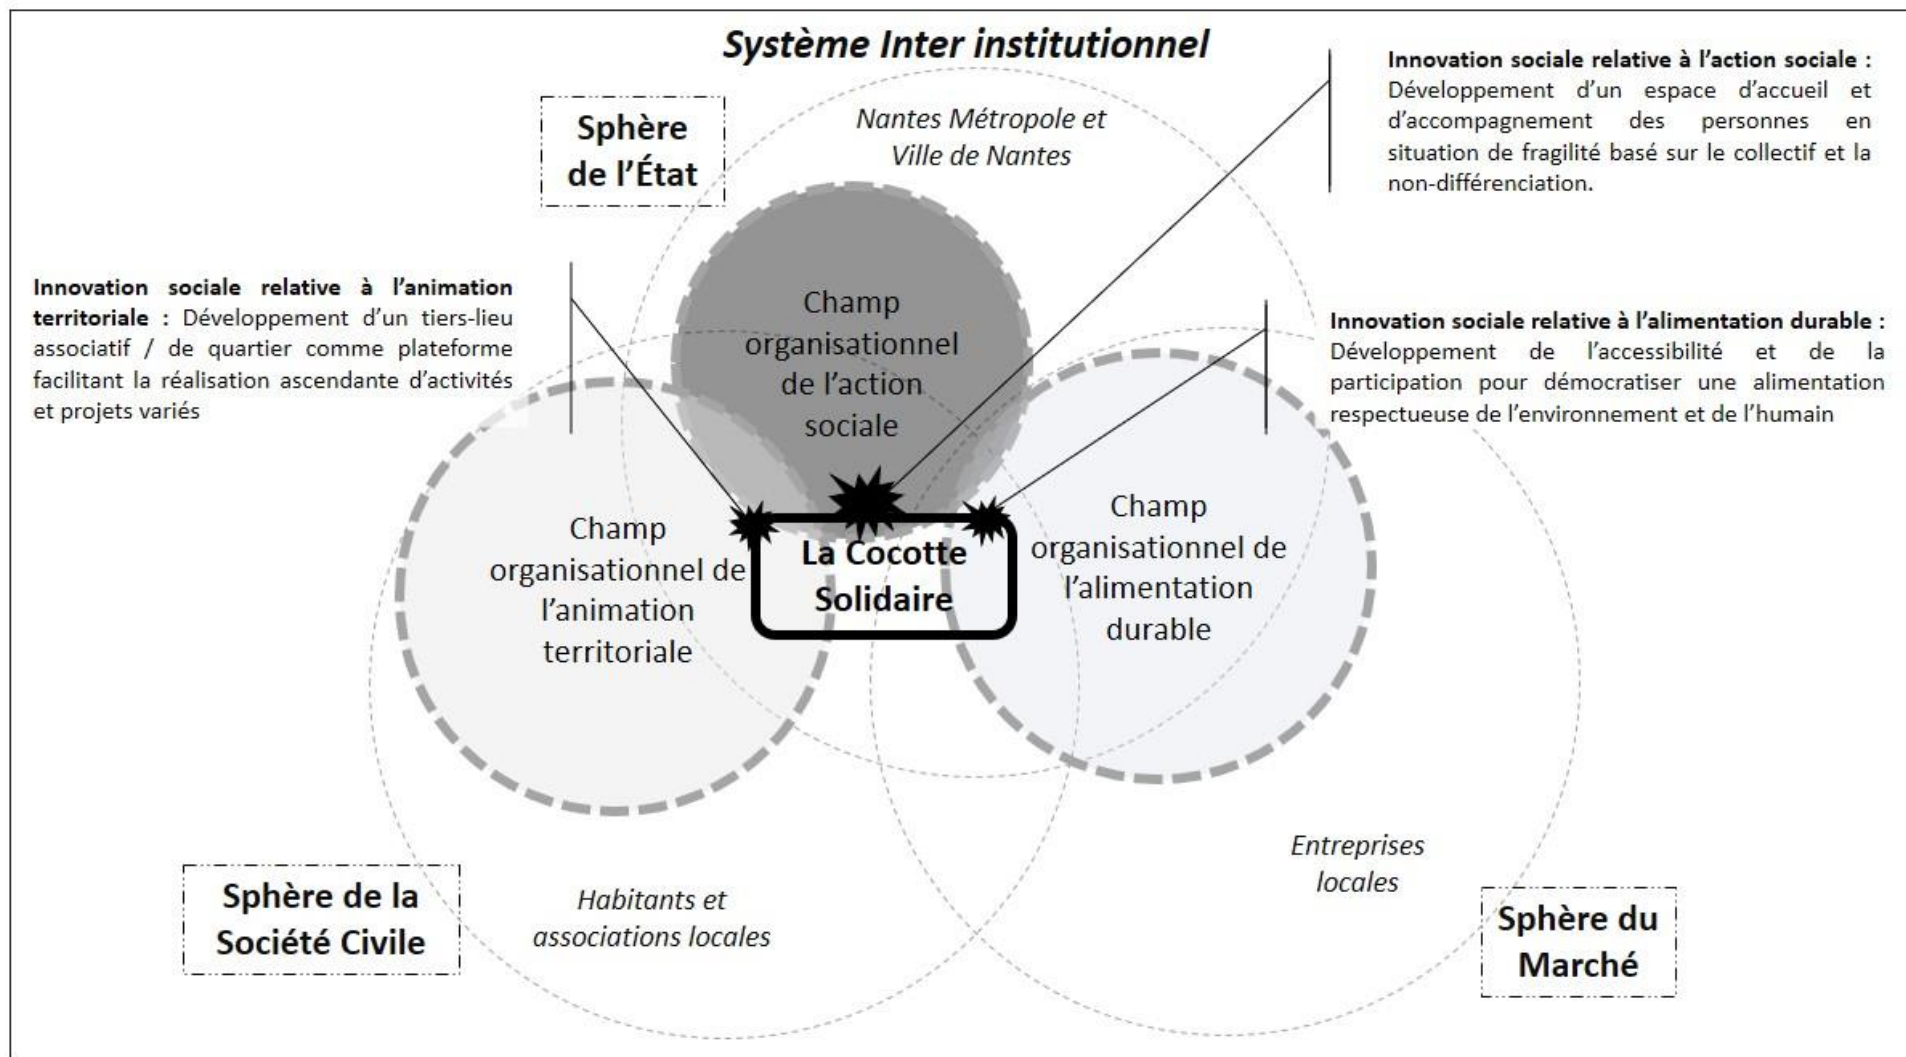 Système Inter institutionnel
Sphère
de l'État
Nantes Métropole et
Ville de Nantes
Innovation sociale relative à l'action sociale :
Développement d'un espace d'accueil et
d'accompagnement des personnes en
situation de fragilité basé sur le collectif et la
non-différenciation.
Innovation sociale relative à l'animation
territoriale : Développement d'un tiers-lieu
associatif / de quartier comme plateforme
facilitant la réalisation ascendante d'activités
et projets variés
Champ
organisationnel
de l'action
sociale
Innovation sociale relative à l'alimentation durable :
Développement de l'accessibilité et de la
participation pour démocratiser une alimentation
respectueuse de l'environnement et de l'humain
Champ
organisationnel de
l'animation
territoriale
La Cocotte
Solidaire
Champ
organisationnel de
l'alimentation
durable
Sphère de la
Société Civile
Habitants et
associations locales
Entreprises
locales
Sphère du
Marché